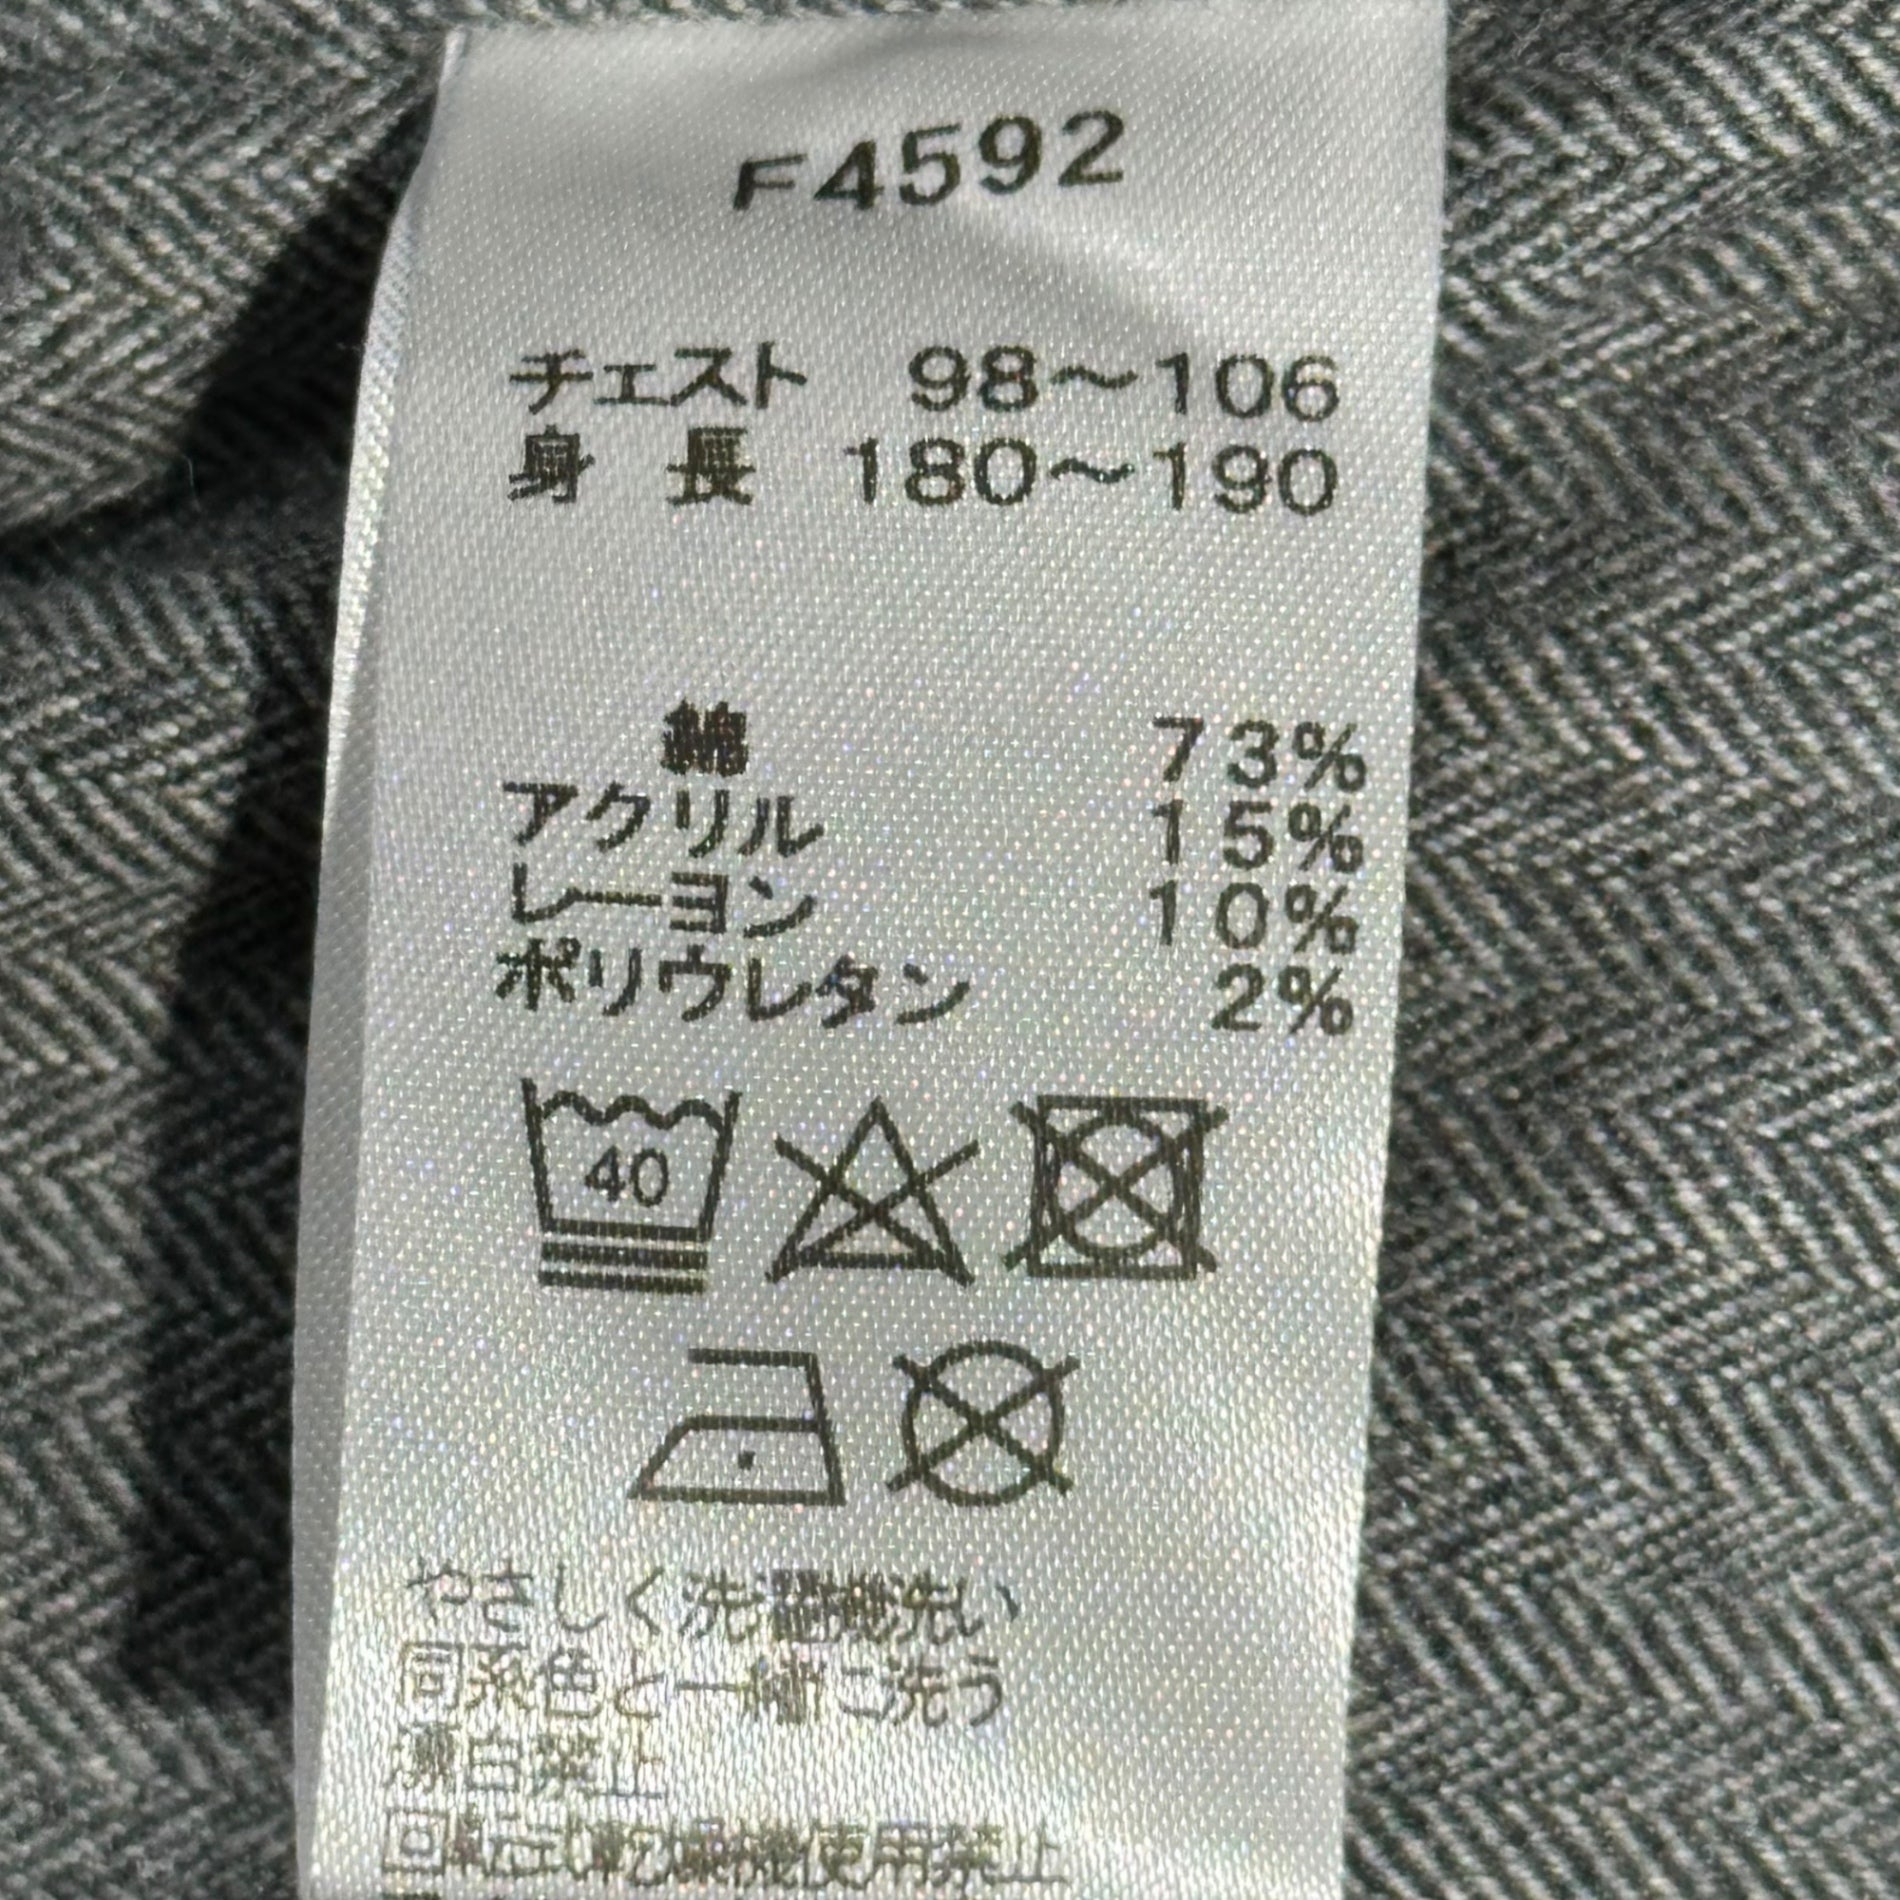 F4592
チェスト 98～106
身 長 180～190
綿 73%
アクリル 15%
レーヨン 10%
ポリウレタン 2%
40
やさしく洗濯機洗い
同系色と一緒に洗う
漂白禁止
回転式乾燥機使用禁止